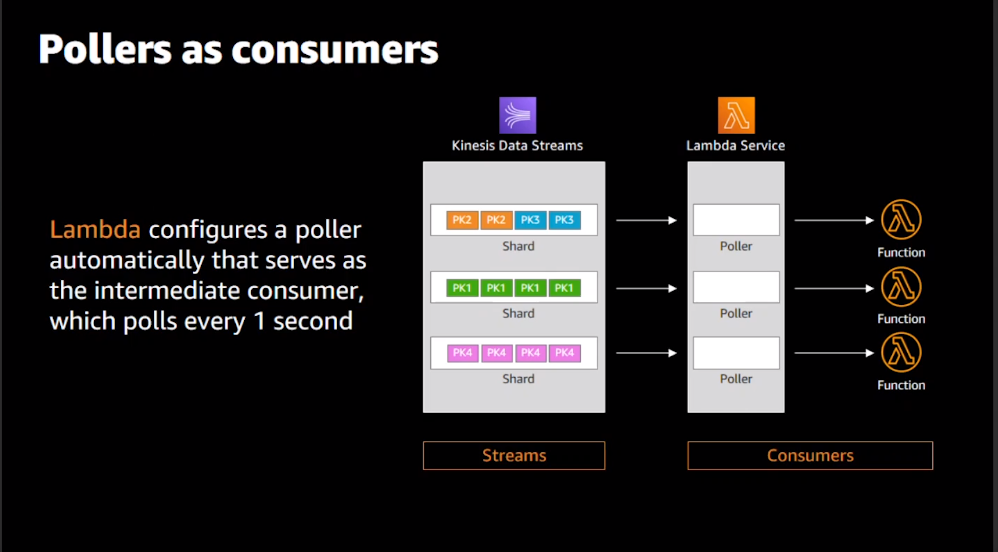 Pollers as consumers
Kinesis Data Streams
Lambda Service
Lambda configures a poller
automatically that serves as
the intermediate consumer,
which polls every 1 second
PK2 PK2 PK3 PK3
Shard
Poller
Function
PK1 PK1 PK1 PK1
Shard
Poller
Function
PK4 PK4 PK4 PK4
Shard
Poller
Function
Streams
Consumers